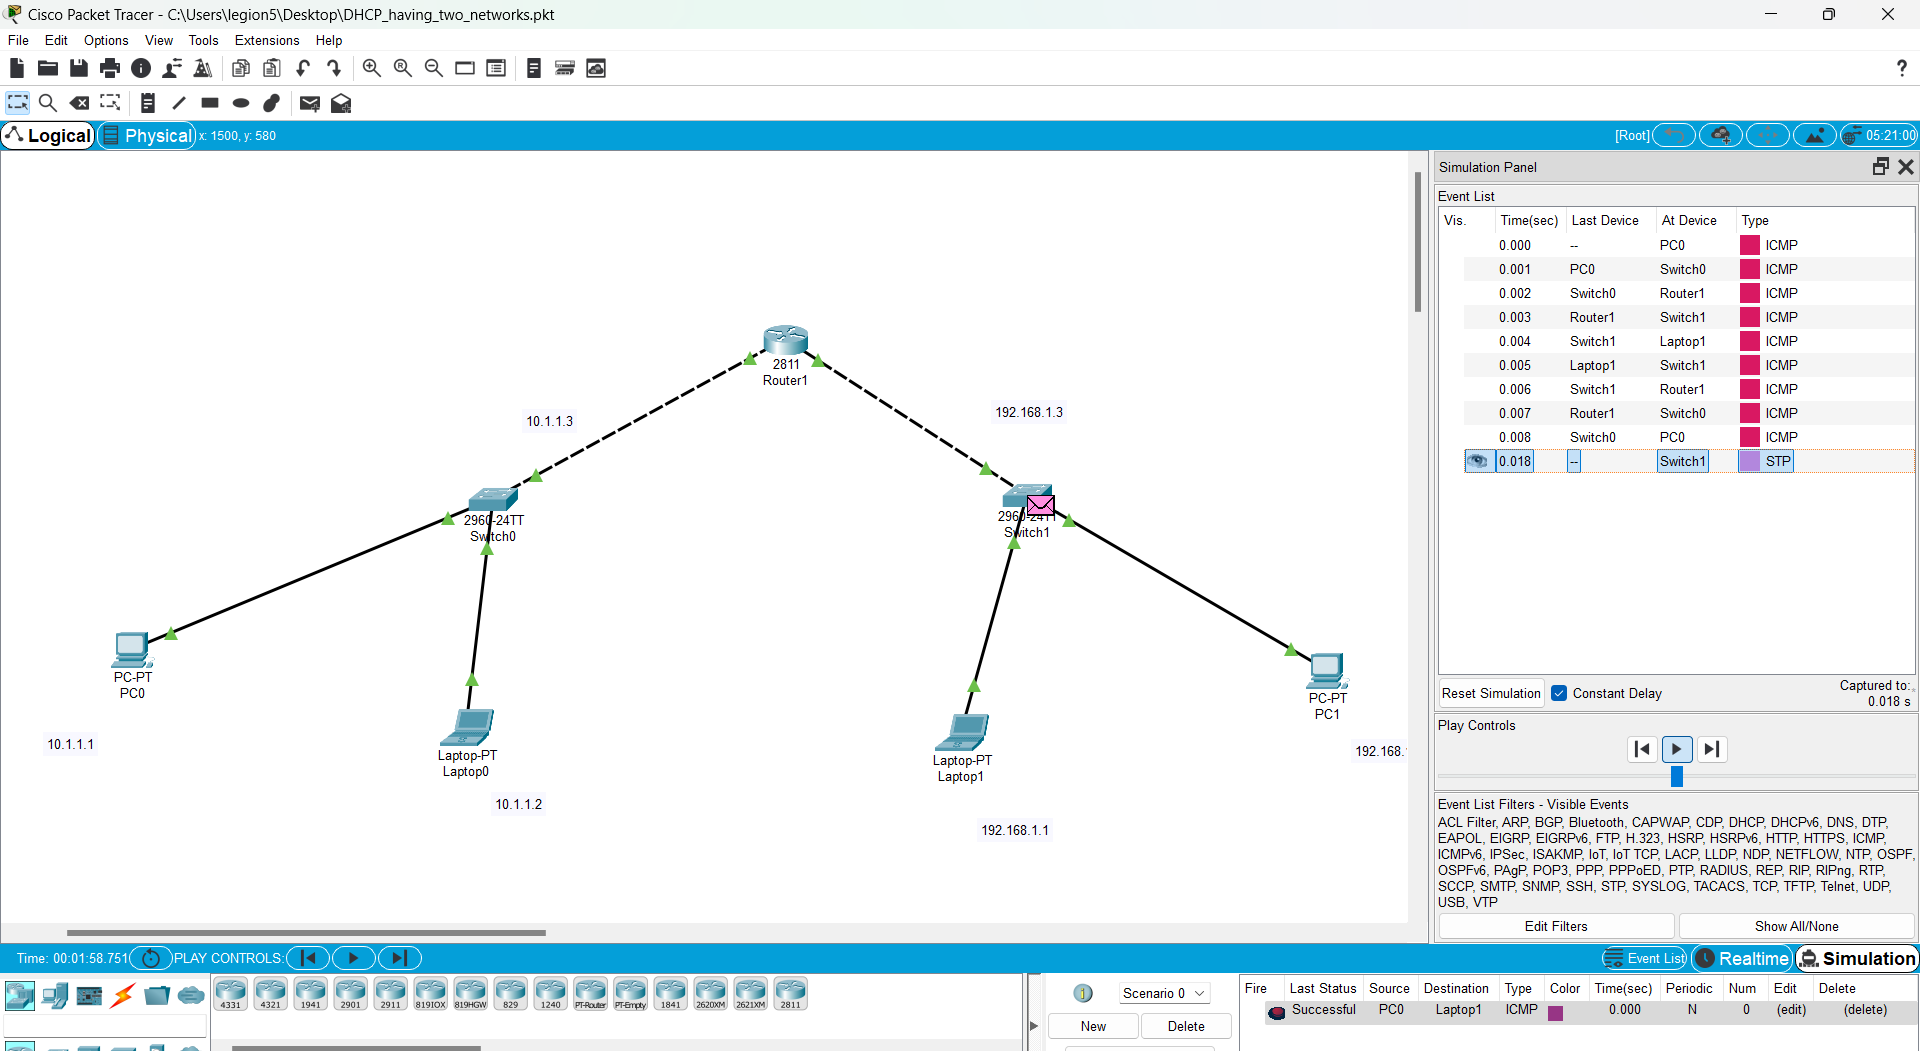 Cisco Packet Tracer - C:\Users\legion5\Desktop\DHCP_having_two_networks.pkt
File Edit Options View Tools Extensions Help
?
Logical Physical x: 1500, y: 580 [Root] 05:21:00
10.1.1.3
192.168.1.3
2811
Router1
2960-24TT
Switch0
2960-24TT
Switch1
PC-PT
PC0
10.1.1.1
Laptop-PT
Laptop0
10.1.1.2
Laptop-PT
Laptop1
192.168.1.1
PC-PT
PC1
192.168.
Simulation Panel
Event List
Vis. Time(sec) Last Device At Device Type
0.000 -- PC0 ICMP
0.001 PC0 Switch0 ICMP
0.002 Switch0 Router1 ICMP
0.003 Router1 Switch1 ICMP
0.004 Switch1 Laptop1 ICMP
0.005 Laptop1 Switch1 ICMP
0.006 Switch1 Router1 ICMP
0.007 Router1 Switch0 ICMP
0.008 Switch0 PC0 ICMP
0.018 -- Switch1 STP
Reset Simulation Constant Delay Captured to:
0.018 s
Play Controls
Event List Filters - Visible Events
ACL Filter, ARP, BGP, Bluetooth, CAPWAP, CDP, DHCP, DHCPv6, DNS, DTP,
EAPOL, EIGRP, EIGRPv6, FTP, H.323, HSRP, HSRPv6, HTTP, HTTPS, ICMP,
ICMPv6, IPSec, ISAKMP, IoT, IoT TCP, LACP, LLDP, NDP, NETFLOW, NTP, OSPF,
OSPFv6, PAgP, POP3, PPP, PPPoED, PTP, RADIUS, REP, RIP, RIPng, RTP,
SCCP, SMTP, SNMP, SSH, STP, SYSLOG, TACACS, TCP, TFTP, Telnet, UDP,
USB, VTP
Edit Filters Show All/None
Time: 00:01:58.751 PLAY CONTROLS: Event List Realtime Simulation
4331 4321 1941 2901 2911 819IOX 819HGW 829 1240 PT-Router PT-Empty 1841 2620XM 2621XM 2811
Scenario 0
New Delete
Fire Last Status Source Destination Type Color Time(sec) Periodic Num Edit Delete
Successful PC0 Laptop1 ICMP 0.000 N 0 (edit) (delete)